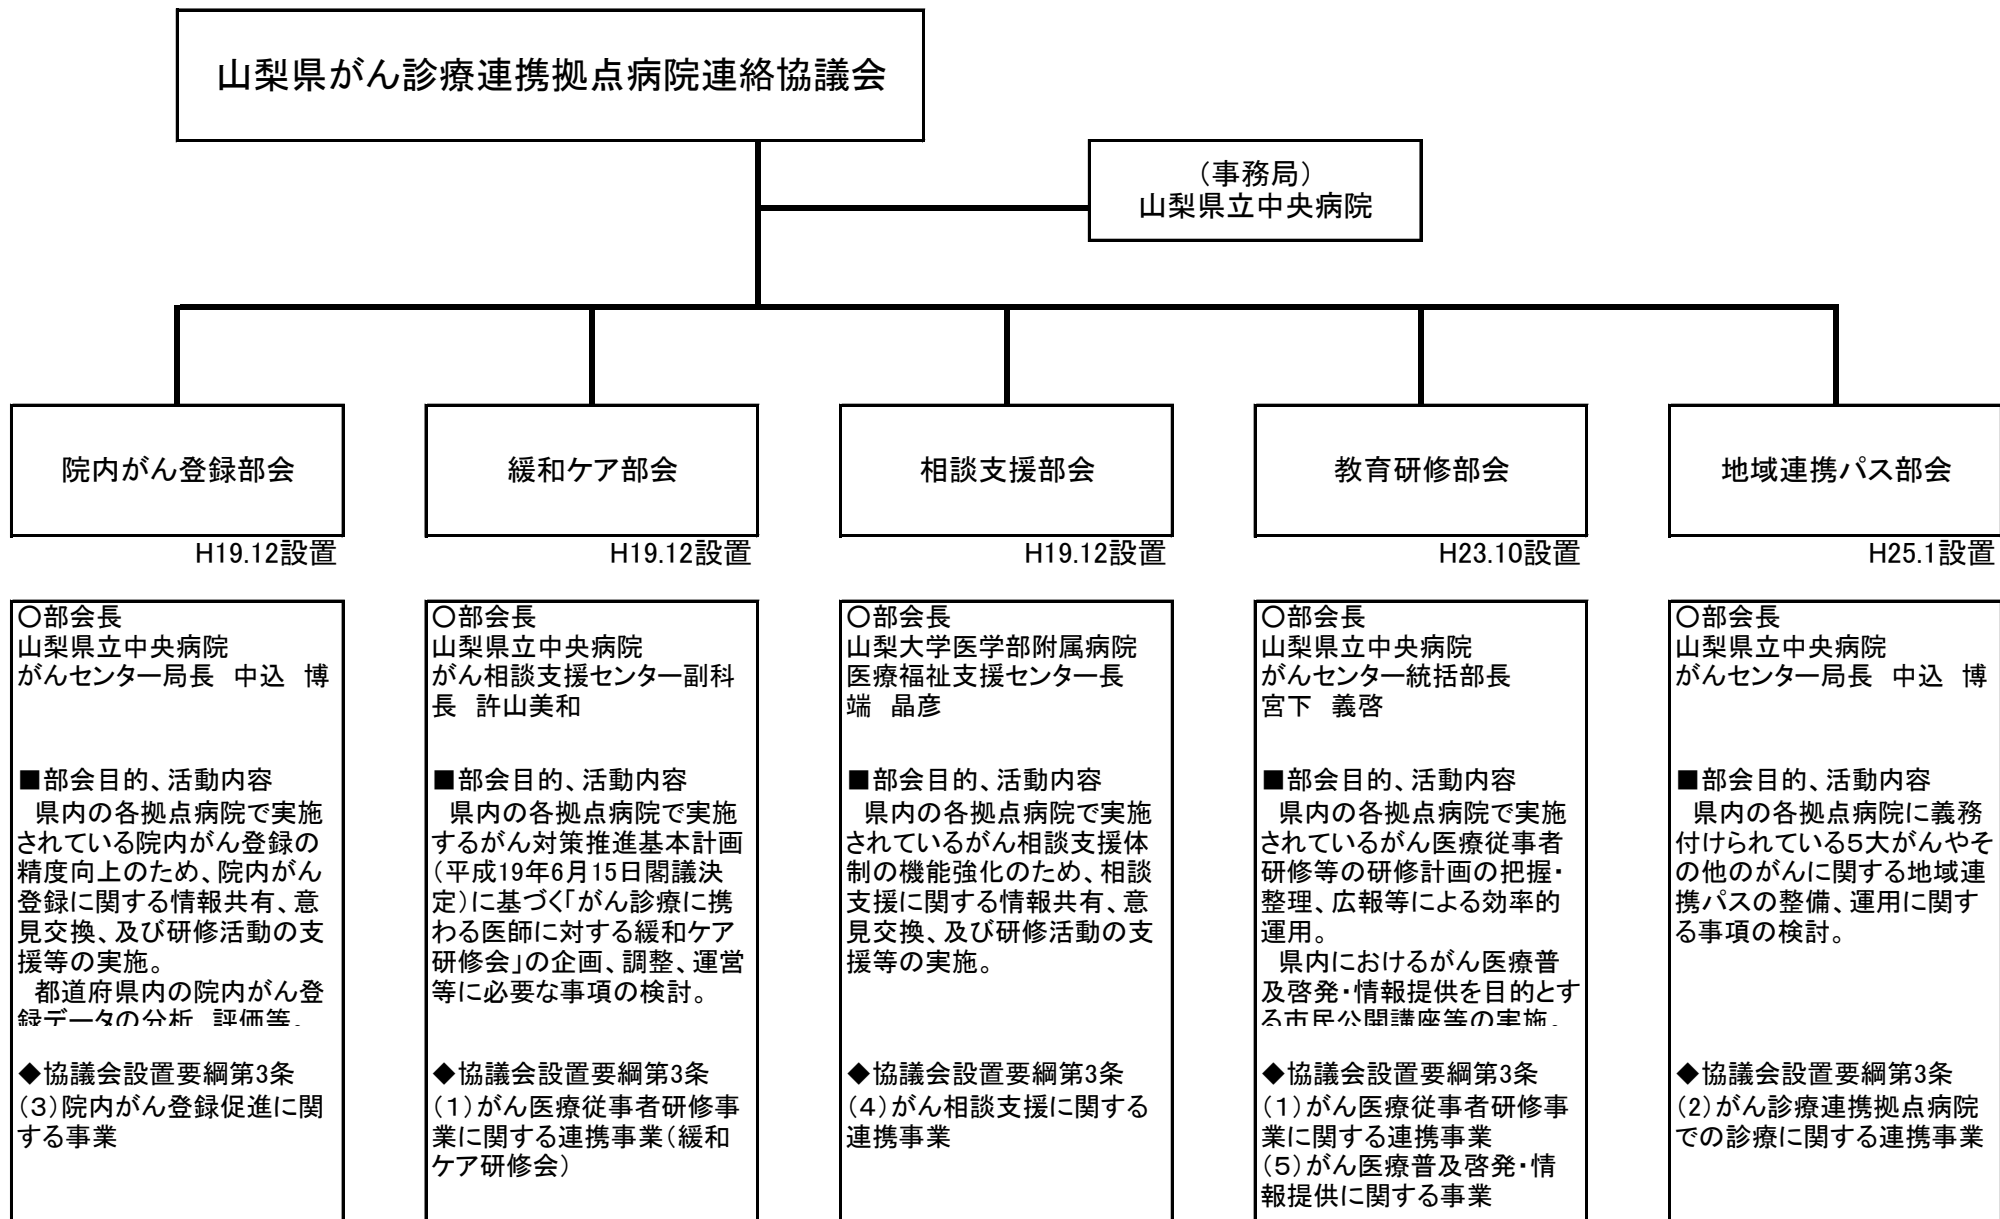 山梨県がん診療連携拠点病院連絡協議会
（事務局）
山梨県立中央病院
院内がん登録部会
H19.12設置
〇部会長
山梨県立中央病院
がんセンター局長　中込　博
■部会目的、活動内容
県内の各拠点病院で実施
されている院内がん登録の
精度向上のため、院内がん
登録に関する情報共有、意
見交換、及び研修活動の支
援等の実施。
都道府県内の院内がん登
録データの分析　評価等。
◆協議会設置要綱第3条
（3）院内がん登録促進に関
する事業
緩和ケア部会
H19.12設置
〇部会長
山梨県立中央病院
がん相談支援センター副科
長　許山美和
■部会目的、活動内容
県内の各拠点病院で実施
するがん対策推進基本計画
（平成19年6月15日閣議決
定）に基づく「がん診療に携
わる医師に対する緩和ケア
研修会」の企画、調整、運営
等に必要な事項の検討。
◆協議会設置要綱第3条
（1）がん医療従事者研修事
業に関する連携事業（緩和
ケア研修会）
相談支援部会
H19.12設置
〇部会長
山梨大学医学部附属病院
医療福祉支援センター長
端　晶彦
■部会目的、活動内容
県内の各拠点病院で実施
されているがん相談支援体
制の機能強化のため、相談
支援に関する情報共有、意
見交換、及び研修活動の支
援等の実施。
◆協議会設置要綱第3条
（4）がん相談支援に関する
連携事業
教育研修部会
H23.10設置
〇部会長
山梨県立中央病院
がんセンター統括部長
宮下　義啓
■部会目的、活動内容
県内の各拠点病院で実施
されているがん医療従事者
研修等の研修計画の把握・
整理、広報等による効率的
運用。
県内におけるがん医療普
及啓発・情報提供を目的とす
る市民公開講座等の実施。
◆協議会設置要綱第3条
（1）がん医療従事者研修事
業に関する連携事業
（5）がん医療普及啓発・情
報提供に関する事業
地域連携パス部会
H25.1設置
〇部会長
山梨県立中央病院
がんセンター局長　中込　博
■部会目的、活動内容
県内の各拠点病院に義務
付けられている5大がんやそ
の他のがんに関する地域連
携パスの整備、運用に関す
る事項の検討。
◆協議会設置要綱第3条
（2）がん診療連携拠点病院
での診療に関する連携事業